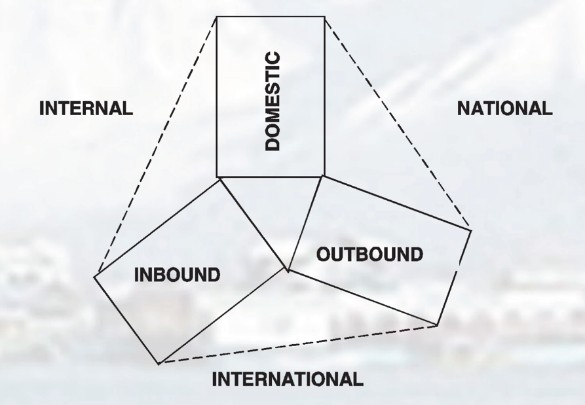 DOMESTIC
INTERNAL
NATIONAL
INBOUND
OUTBOUND
INTERNATIONAL